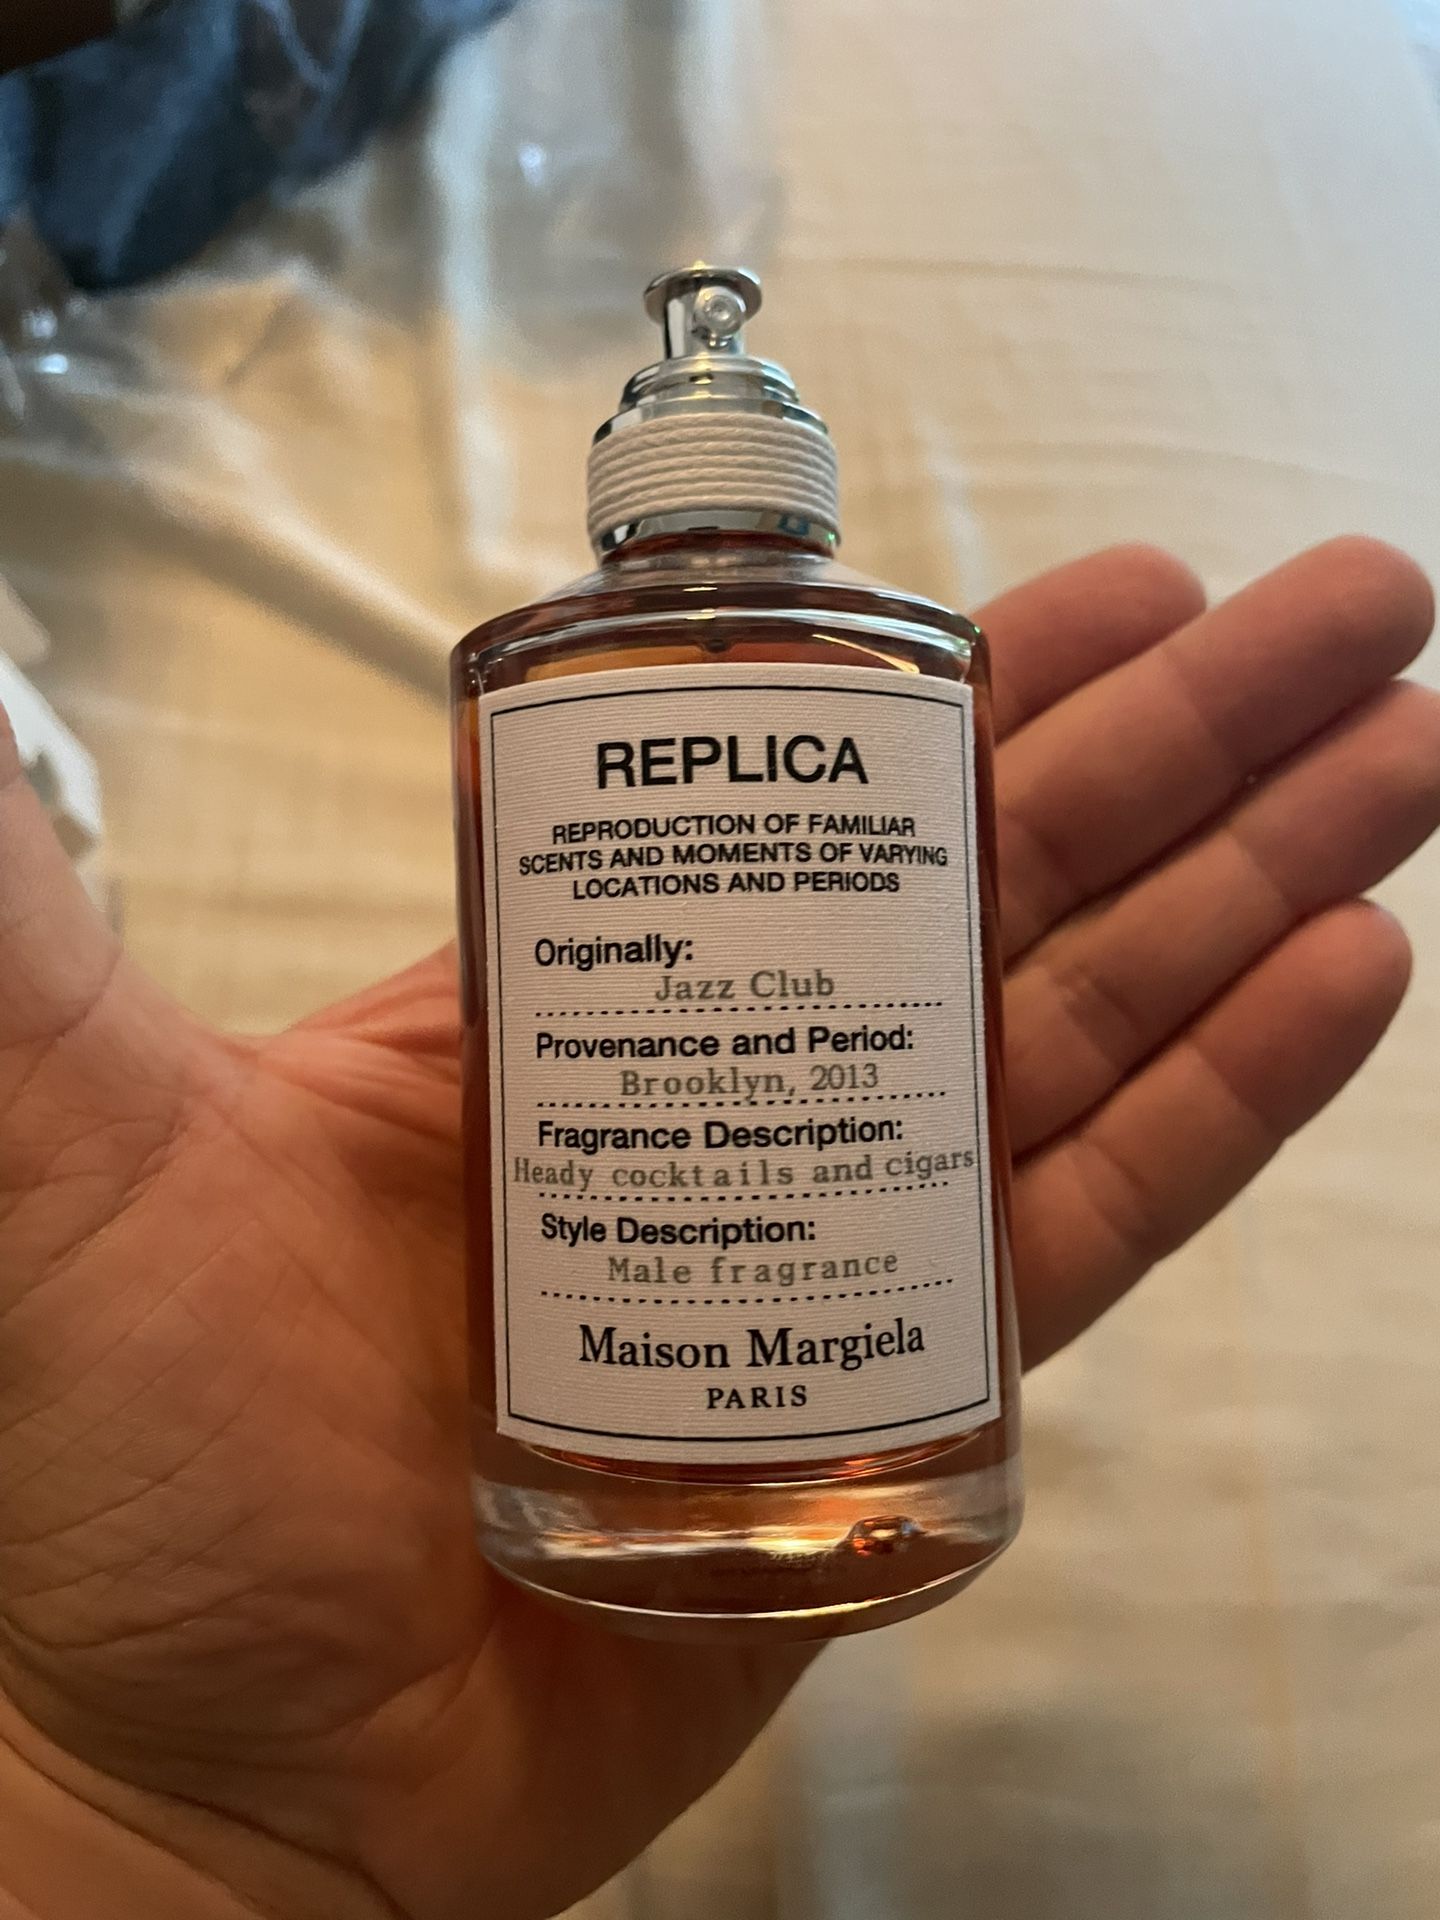 REPLICA
REPRODUCTION OF FAMILIAR
SCENTS AND MOMENTS OF VARYING
LOCATIONS AND PERIODS
Originally:
Jazz Club
Provenance and Period:
Brooklyn, 2013
Fragrance Description:
Heady cocktails and cigars
Style Description:
Male fragrance
Maison Margiela
PARIS